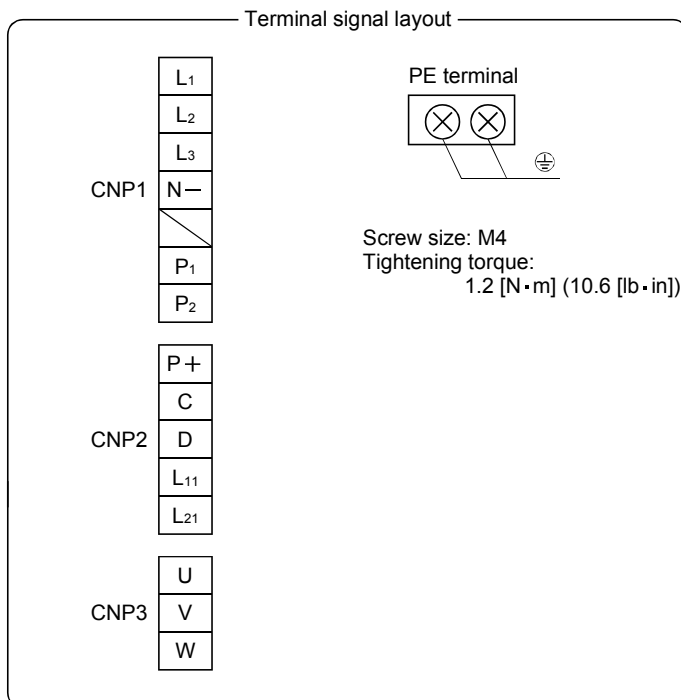 Terminal signal layout
CNP1
L1
L2
L3
N−
P1
P2
CNP2
P+
C
D
L11
L21
CNP3
U
V
W
PE terminal
Screw size: M4
Tightening torque:
1.2 [N·m] (10.6 [lb·in])